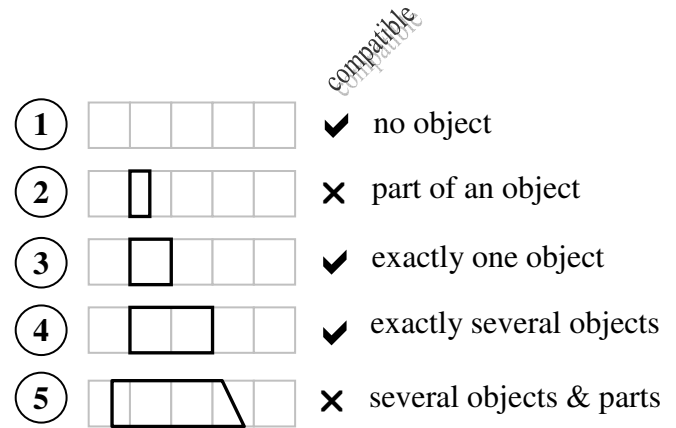 compatible
1 no object
2 part of an object
3 exactly one object
4 exactly several objects
5 several objects & parts